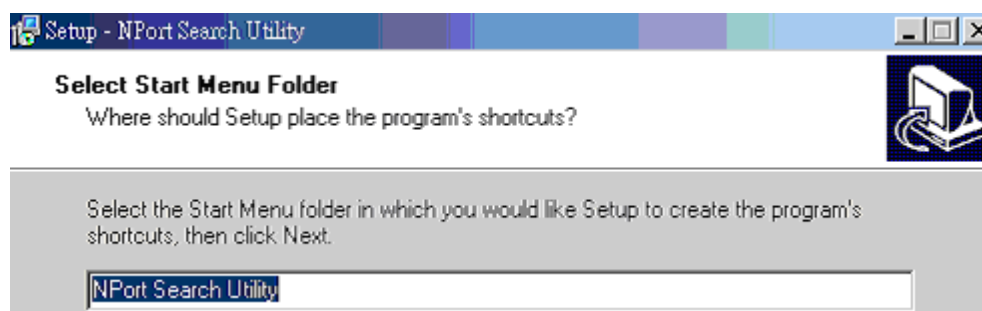 Setup - NPort Search Utility
Select Start Menu Folder
Where should Setup place the program's shortcuts?
Select the Start Menu folder in which you would like Setup to create the program's
shortcuts, then click Next.
NPort Search Utility